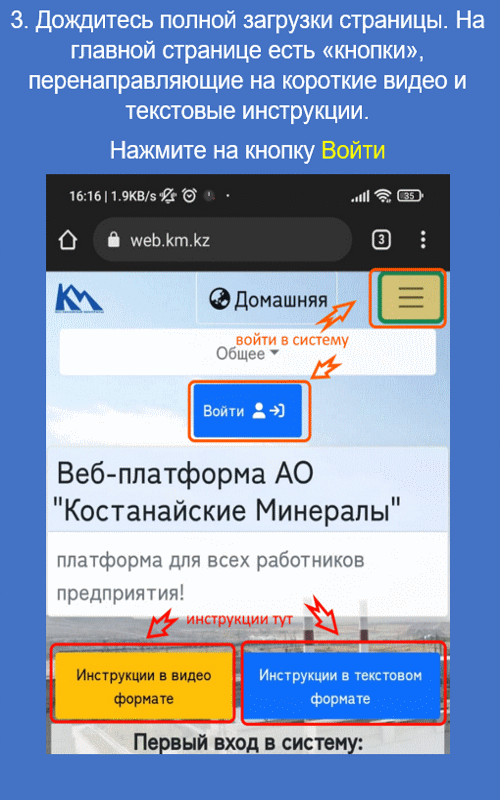 3. Дождитесь полной загрузки страницы. На
главной странице есть «кнопки»,
перенаправляющие на короткие видео и
текстовые инструкции.
Нажмите на кнопку Войти
16:16 | 1.9KB/s
35
web.km.kz
3
КМ
Домашняя
войти в систему
Общее
Войти
Веб-платформа АО
"Костанайские Минералы"
платформа для всех работников
предприятия!
инструкции тут
Инструкции в видео
формате
Инструкции в текстовом
формате
Первый вход в систему: